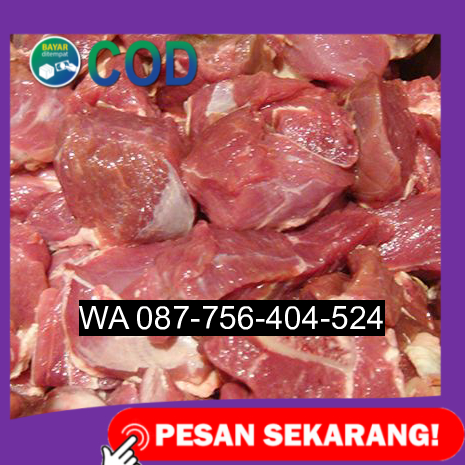 BAYAR
ditempat
COD
WA 087-756-404-524
PESAN SEKARANG!